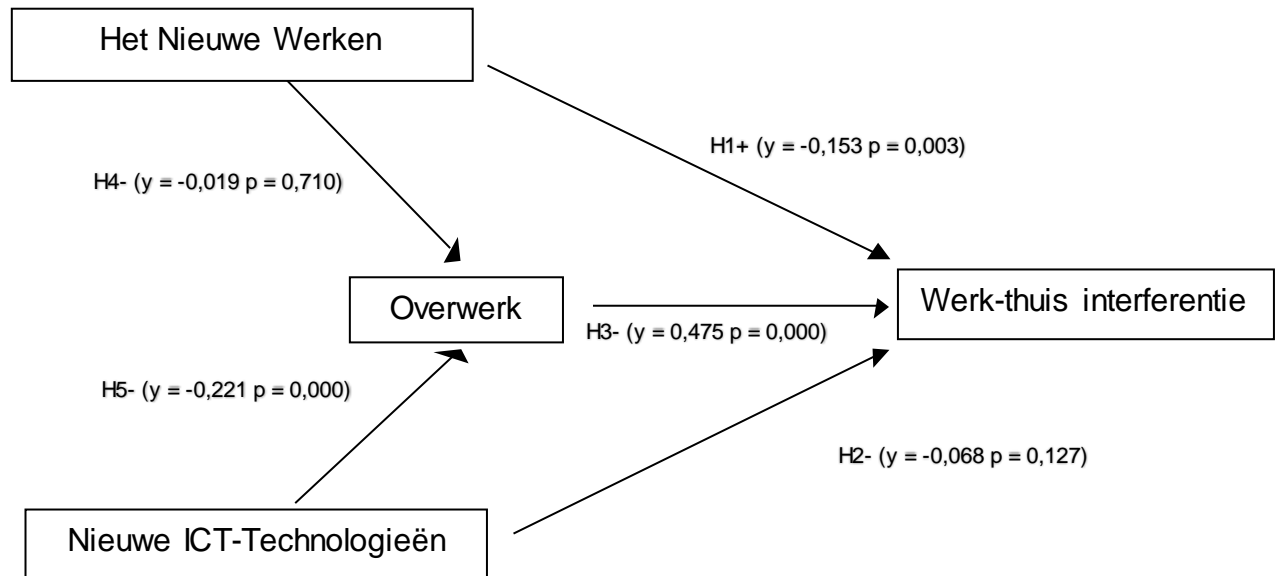 Het Nieuwe Werken
H1+ (y = -0,153 p = 0,003)
H4- (y = -0,019 p = 0,710)
Overwerk
Werk-thuis interferentie
H3- (y = 0,475 p = 0,000)
H5- (y = -0,221 p = 0,000)
H2- (y = -0,068 p = 0,127)
Nieuwe ICT-Technologieën